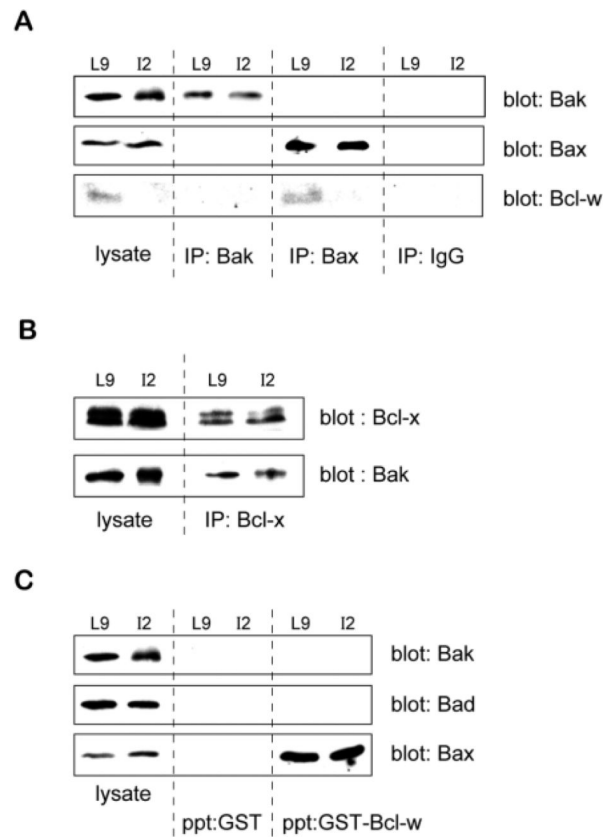 A
L9 I2 L9 I2 L9 I2 L9 I2
blot: Bak
blot: Bax
blot: Bcl-w
lysate IP: Bak IP: Bax IP: IgG
B
L9 I2 L9 I2
blot : Bcl-x
blot : Bak
lysate IP: Bcl-x
C
L9 I2 L9 I2 L9 I2
blot: Bak
blot: Bad
blot: Bax
lysate
ppt:GST ppt:GST-Bcl-w